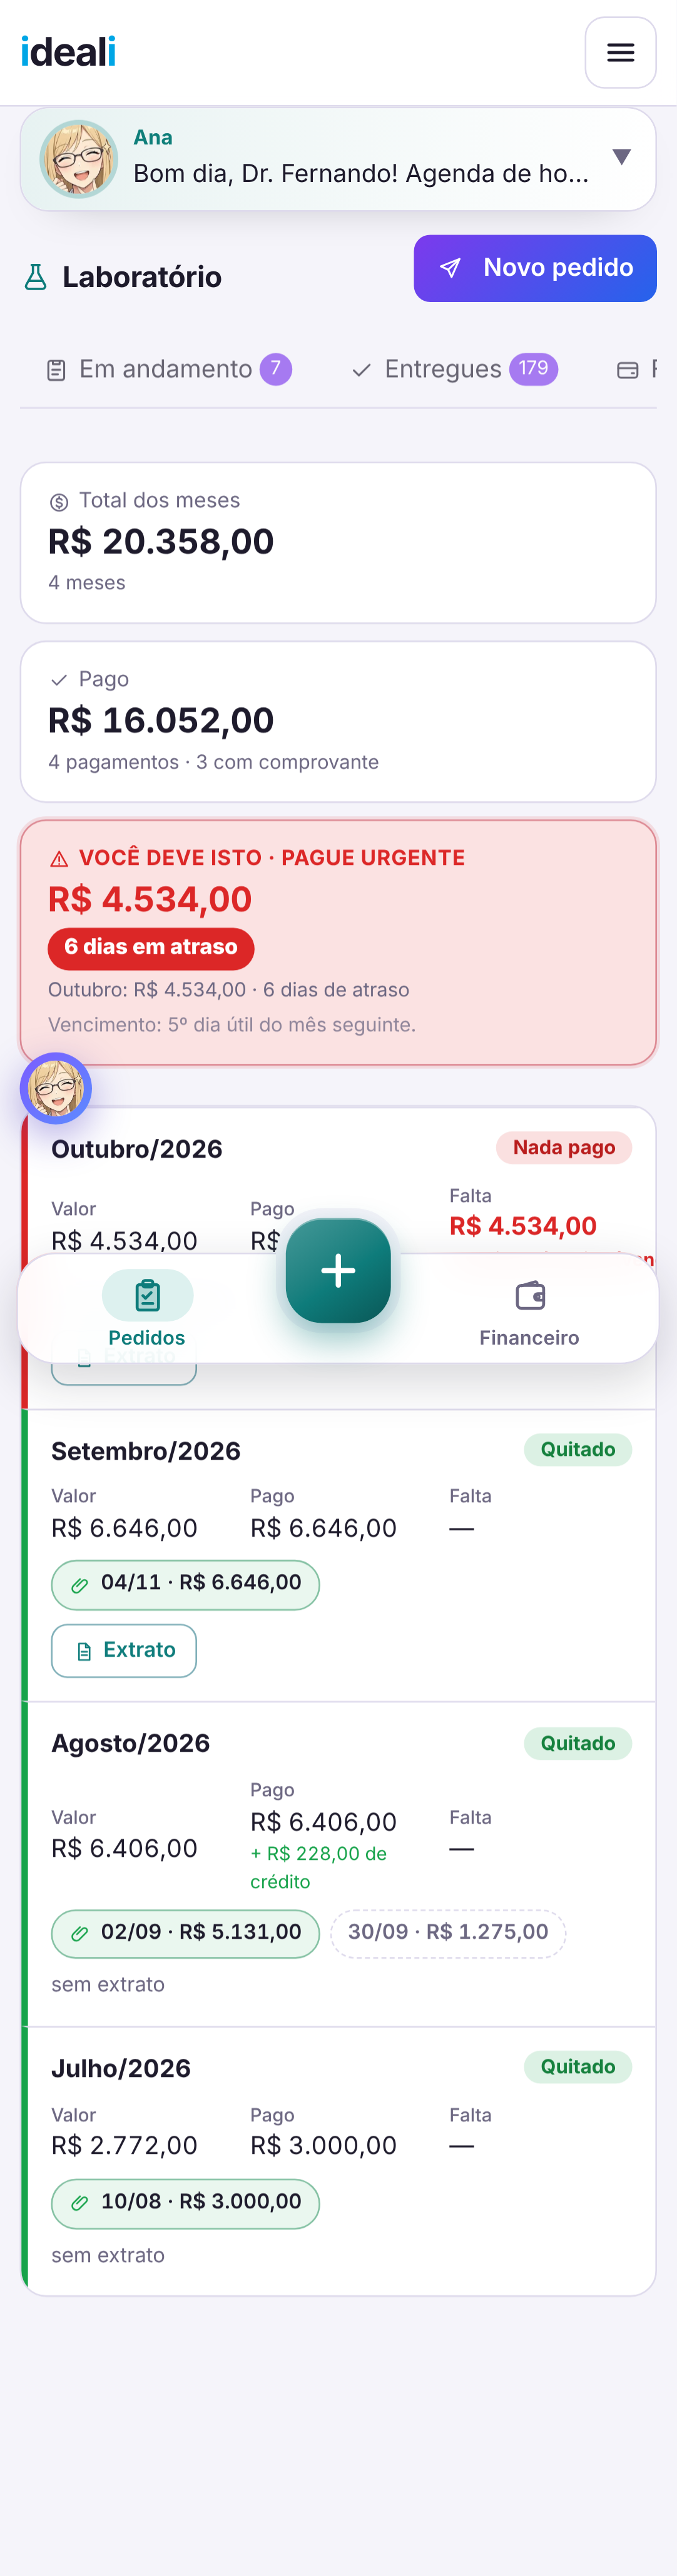 ideali
Ana
Bom dia, Dr. Fernando! Agenda de ho...
Laboratório
Novo pedido
Em andamento 7
Entregues 179
Total dos meses
R$ 20.358,00
4 meses
Pago
R$ 16.052,00
4 pagamentos · 3 com comprovante
VOCÊ DEVE ISTO · PAGUE URGENTE
R$ 4.534,00
6 dias em atraso
Outubro: R$ 4.534,00 · 6 dias de atraso
Vencimento: 5º dia útil do mês seguinte.
Outubro/2026
Nada pago
Valor
R$ 4.534,00
Pago
R$
Falta
R$ 4.534,00
Pedidos
Financeiro
Extrato
Setembro/2026
Quitado
Valor
R$ 6.646,00
Pago
R$ 6.646,00
Falta
—
04/11 · R$ 6.646,00
Extrato
Agosto/2026
Quitado
Valor
R$ 6.406,00
Pago
R$ 6.406,00
+ R$ 228,00 de
crédito
Falta
—
02/09 · R$ 5.131,00
30/09 · R$ 1.275,00
sem extrato
Julho/2026
Quitado
Valor
R$ 2.772,00
Pago
R$ 3.000,00
Falta
—
10/08 · R$ 3.000,00
sem extrato